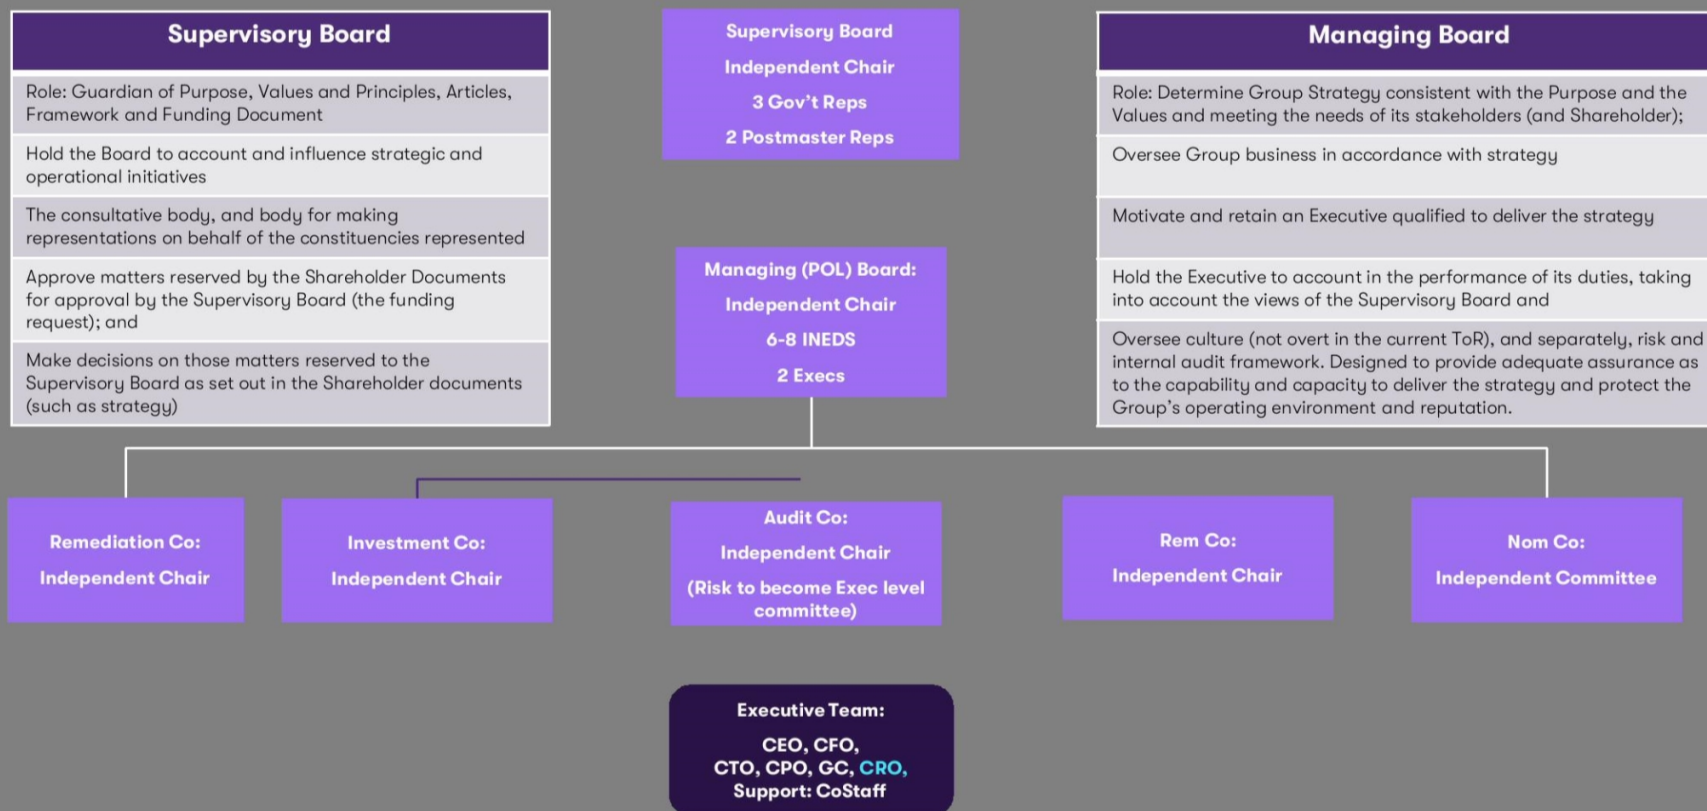 Supervisory Board
Role: Guardian of Purpose, Values and Principles, Articles,
Framework and Funding Document
Hold the Board to account and influence strategic and
operational initiatives
The consultative body, and body for making
representations on behalf of the constituencies represented
Approve matters reserved by the Shareholder Documents
for approval by the Supervisory Board (the funding
request); and
Make decisions on those matters reserved to the
Supervisory Board as set out in the Shareholder documents
(such as strategy)
Supervisory Board
Independent Chair
3 Gov't Reps
2 Postmaster Reps
Managing (POL) Board:
Independent Chair
6-8 INEDS
2 Execs
Managing Board
Role: Determine Group Strategy consistent with the Purpose and the
Values and meeting the needs of its stakeholders (and Shareholder);
Oversee Group business in accordance with strategy
Motivate and retain an Executive qualified to deliver the strategy
Hold the Executive to account in the performance of its duties, taking
into account the views of the Supervisory Board and
Oversee culture (not overt in the current ToR), and separately, risk and
internal audit framework. Designed to provide adequate assurance as
to the capability and capacity to deliver the strategy and protect the
Group's operating environment and reputation.
Remediation Co:
Independent Chair
Investment Co:
Independent Chair
Audit Co:
Independent Chair
(Risk to become Exec level
committee)
Rem Co:
Independent Chair
Nom Co:
Independent Committee
Executive Team:
CEO, CFO,
CTO, CPO, GC, CRO,
Support: CoStaff